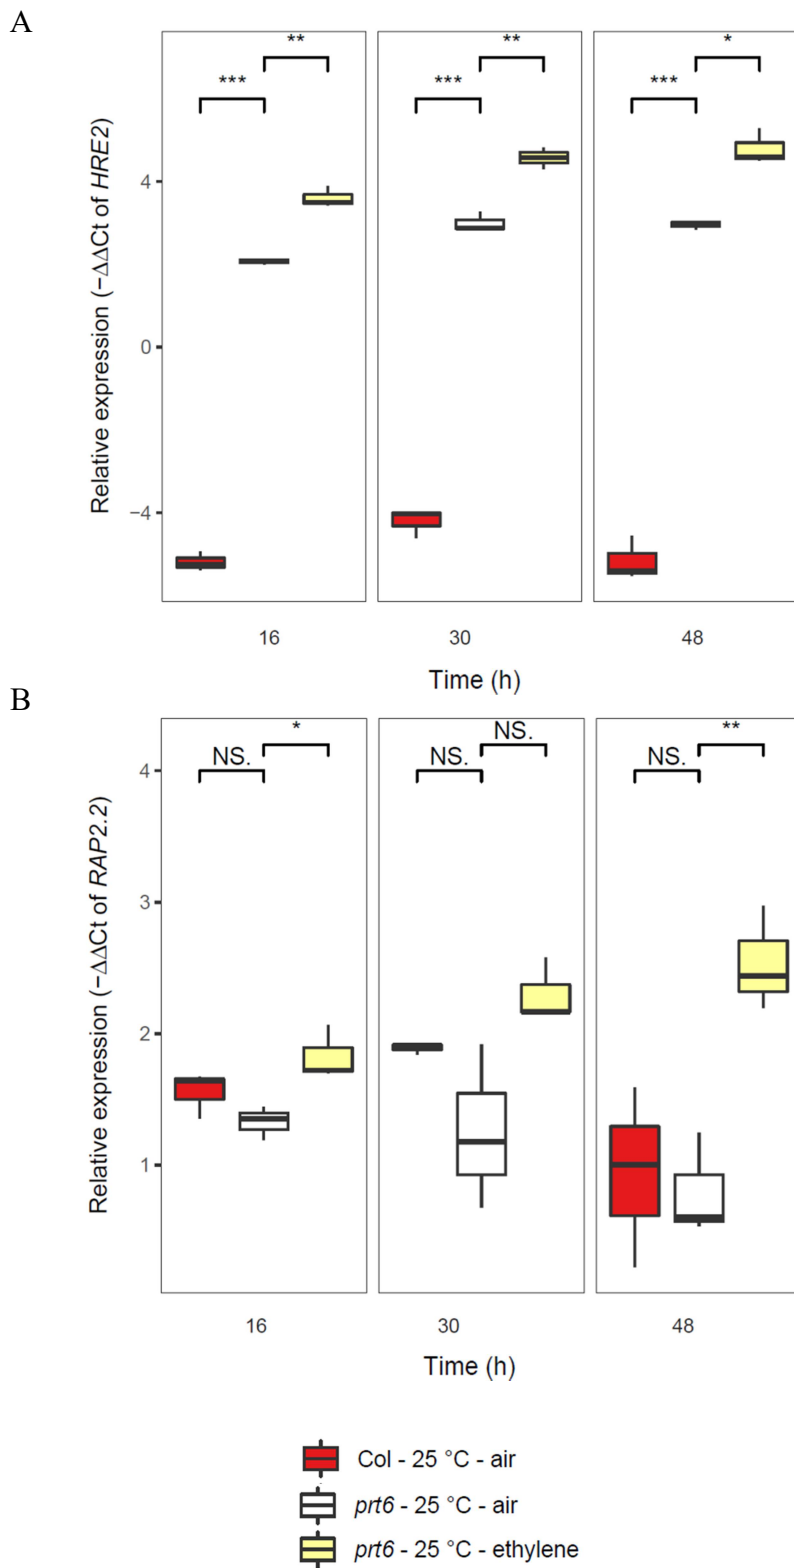 A
Relative expression (−ΔΔCt of HRE2)
4
0
−4
*** **
*** **
*** *
16 30 48
Time (h)
B
Relative expression (−ΔΔCt of RAP2.2)
4
3
2
1
NS. *
NS. NS.
NS. **
16 30 48
Time (h)
Col - 25 °C - air
prt6 - 25 °C - air
prt6 - 25 °C - ethylene